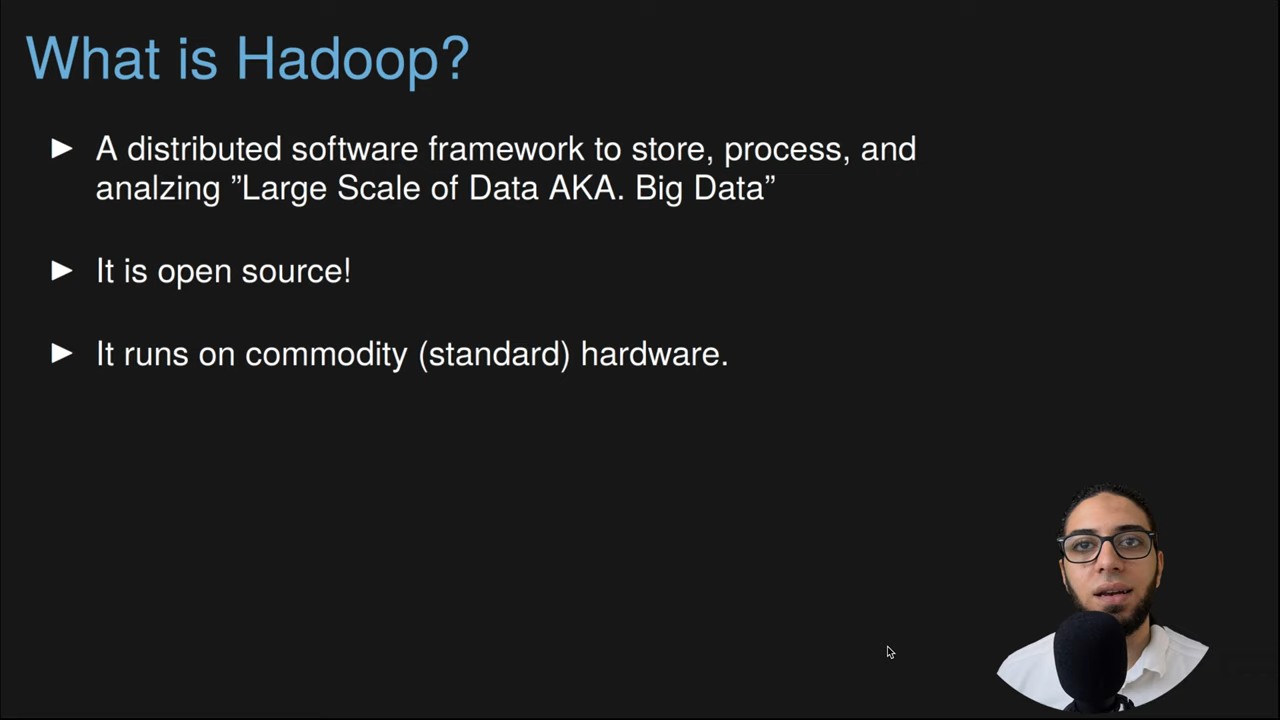 What is Hadoop?
► A distributed software framework to store, process, and
analzing ”Large Scale of Data AKA. Big Data”
► It is open source!
► It runs on commodity (standard) hardware.